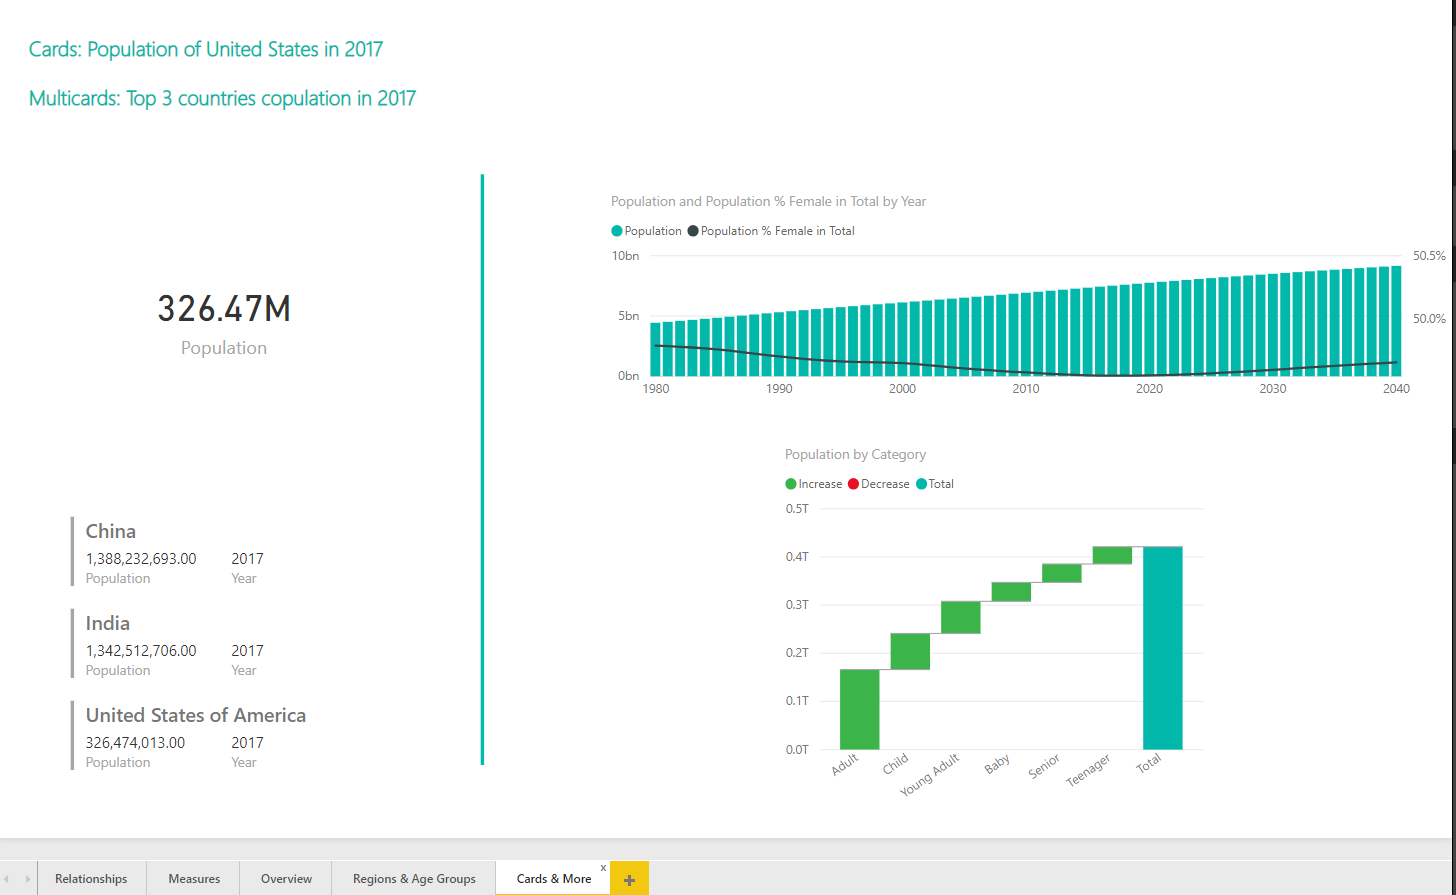 Cards: Population of United States in 2017
Multicards: Top 3 countries copulation in 2017
326.47M
Population
China
1,388,232,693.00 2017
Population Year
India
1,342,512,706.00 2017
Population Year
United States of America
326,474,013.00 2017
Population Year
Population and Population % Female in Total by Year
Population Population % Female in Total
10bn 50.5%
5bn 50.0%
0bn
1980 1990 2000 2010 2020 2030 2040
Population by Category
Increase Decrease Total
0.5T
0.4T
0.3T
0.2T
0.1T
0.0T
Adult Child Young Adult Baby Senior Teenager Total
Relationships Measures Overview Regions & Age Groups Cards & More x +